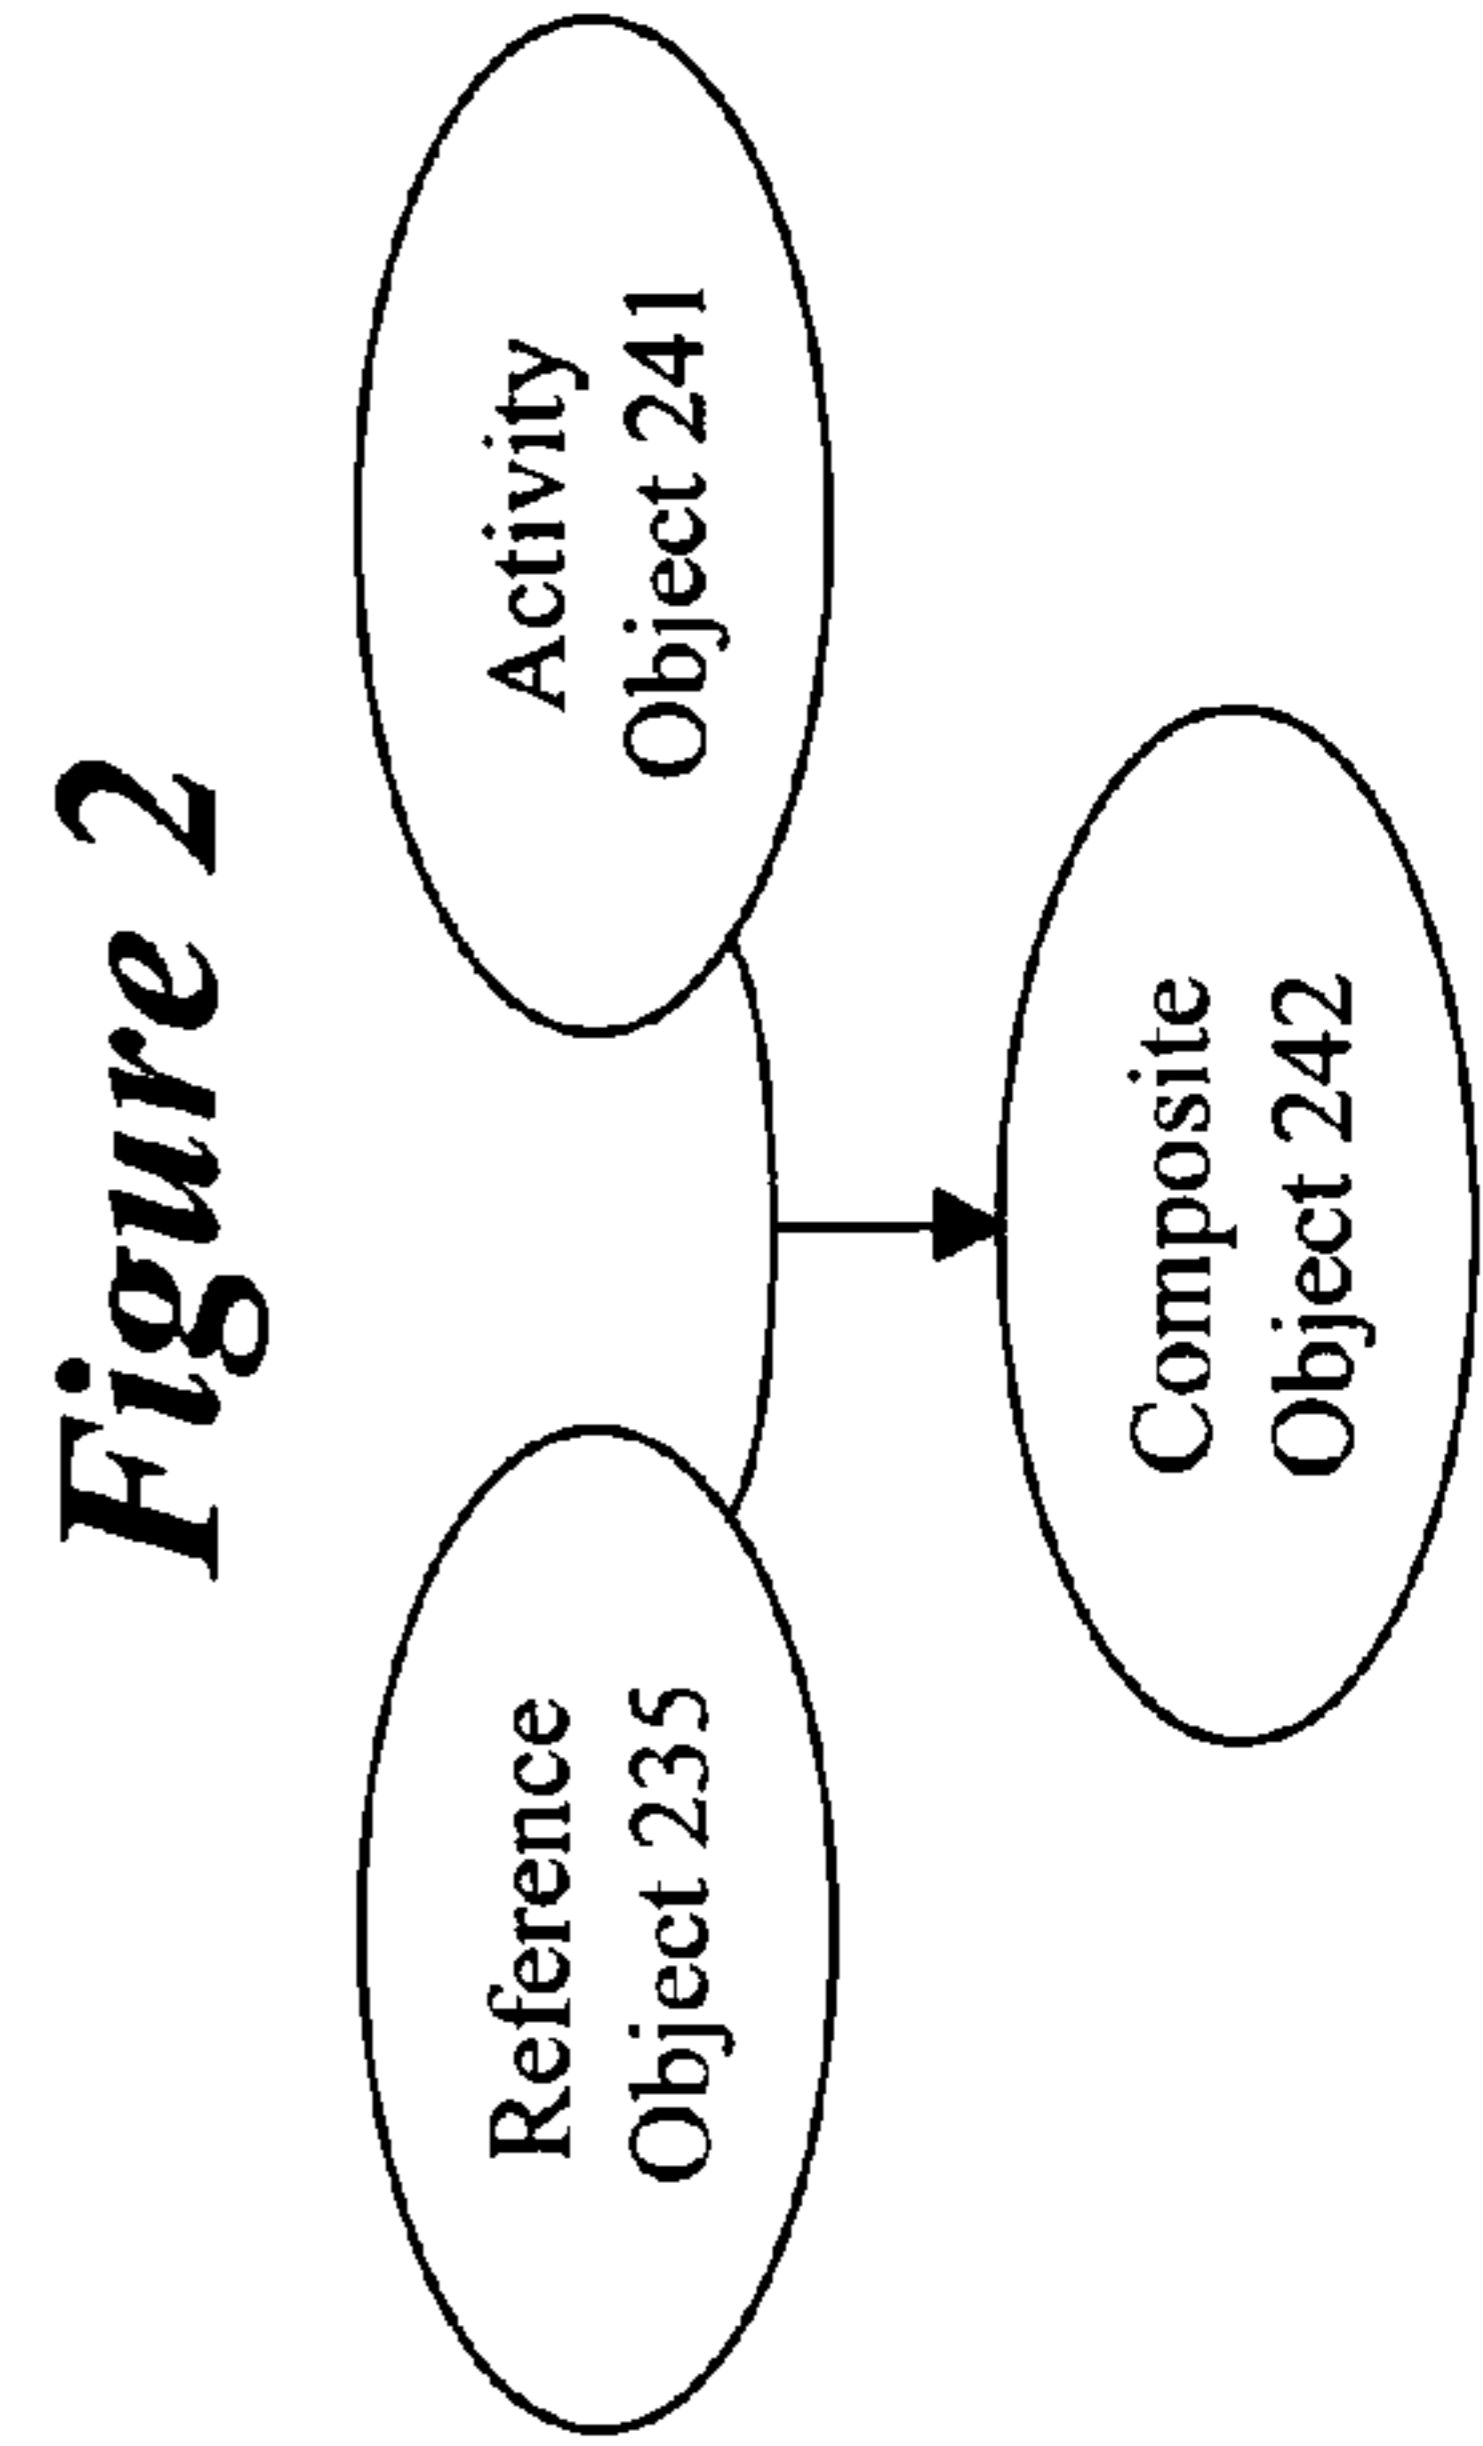 Figure 2
Reference
Object 235
Activity
Object 241
Composite
Object 242